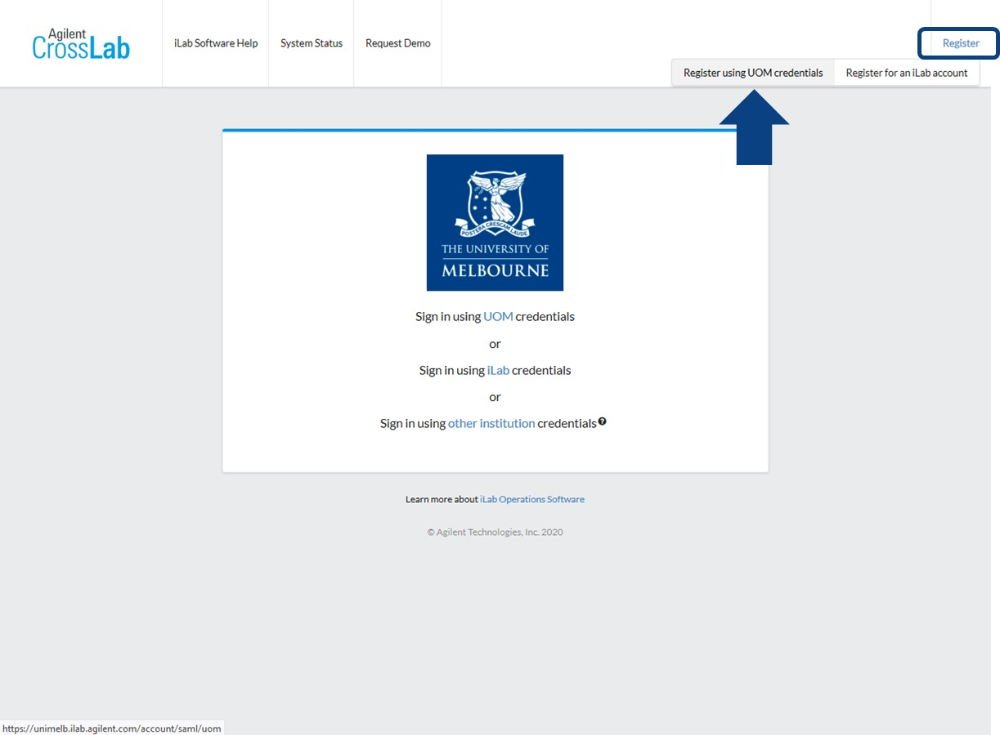 Agilent
CrossLab
iLab Software Help
System Status
Request Demo
Register
Register using UOM credentials
Register for an iLab account
POSTERA CRESCAM LAUDE
THE UNIVERSITY OF
MELBOURNE
Sign in using UOM credentials
or
Sign in using iLab credentials
or
Sign in using other institution credentials
Learn more about iLab Operations Software
© Agilent Technologies, Inc. 2020
https://unimelb.ilab.agilent.com/account/saml/uom